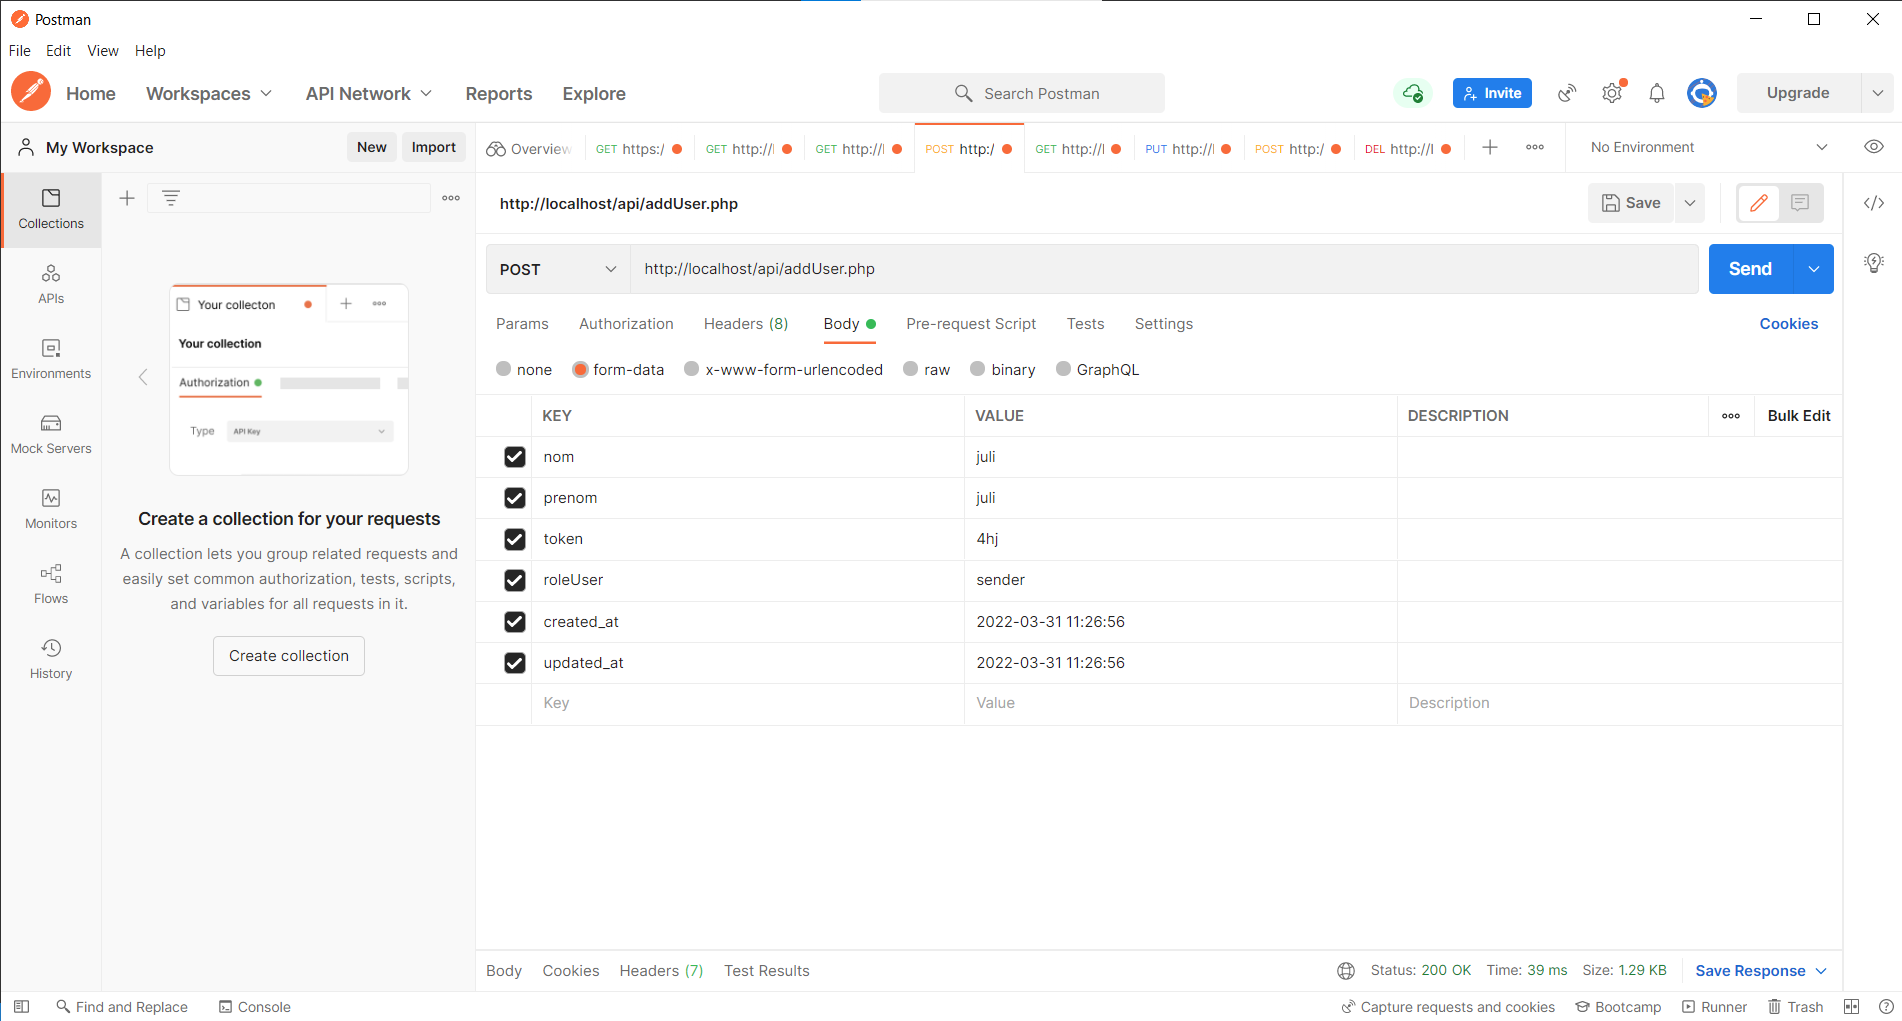 Postman
File Edit View Help
Home Workspaces API Network Reports Explore Search Postman Invite Upgrade
My Workspace New Import Overview GET https:/ GET http://l GET http://l POST http:/ GET http://l PUT http://l POST http:/ DEL http://l No Environment
Collections
APIs
Environments
Mock Servers
Monitors
Flows
History
Your collecton
Your collection
Authorization
Type API Key
Create a collection for your requests
A collection lets you group related requests and
easily set common authorization, tests, scripts,
and variables for all requests in it.
Create collection
http://localhost/api/addUser.php Save
POST http://localhost/api/addUser.php Send
Params Authorization Headers (8) Body Pre-request Script Tests Settings Cookies
none form-data x-www-form-urlencoded raw binary GraphQL
KEY VALUE DESCRIPTION Bulk Edit
nom juli
prenom juli
token 4hj
roleUser sender
created_at 2022-03-31 11:26:56
updated_at 2022-03-31 11:26:56
Key Value Description
Body Cookies Headers (7) Test Results Status: 200 OK Time: 39 ms Size: 1.29 KB Save Response
Find and Replace Console Capture requests and cookies Bootcamp Runner Trash